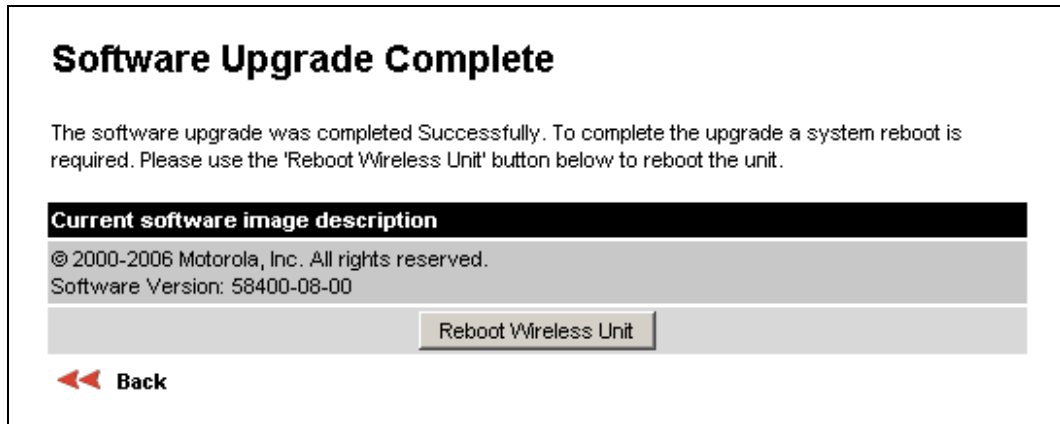 Software Upgrade Complete
The software upgrade was completed Successfully. To complete the upgrade a system reboot is
required. Please use the 'Reboot Wireless Unit' button below to reboot the unit.
Current software image description
© 2000-2006 Motorola, Inc. All rights reserved.
Software Version: 58400-08-00
Reboot Wireless Unit
Back